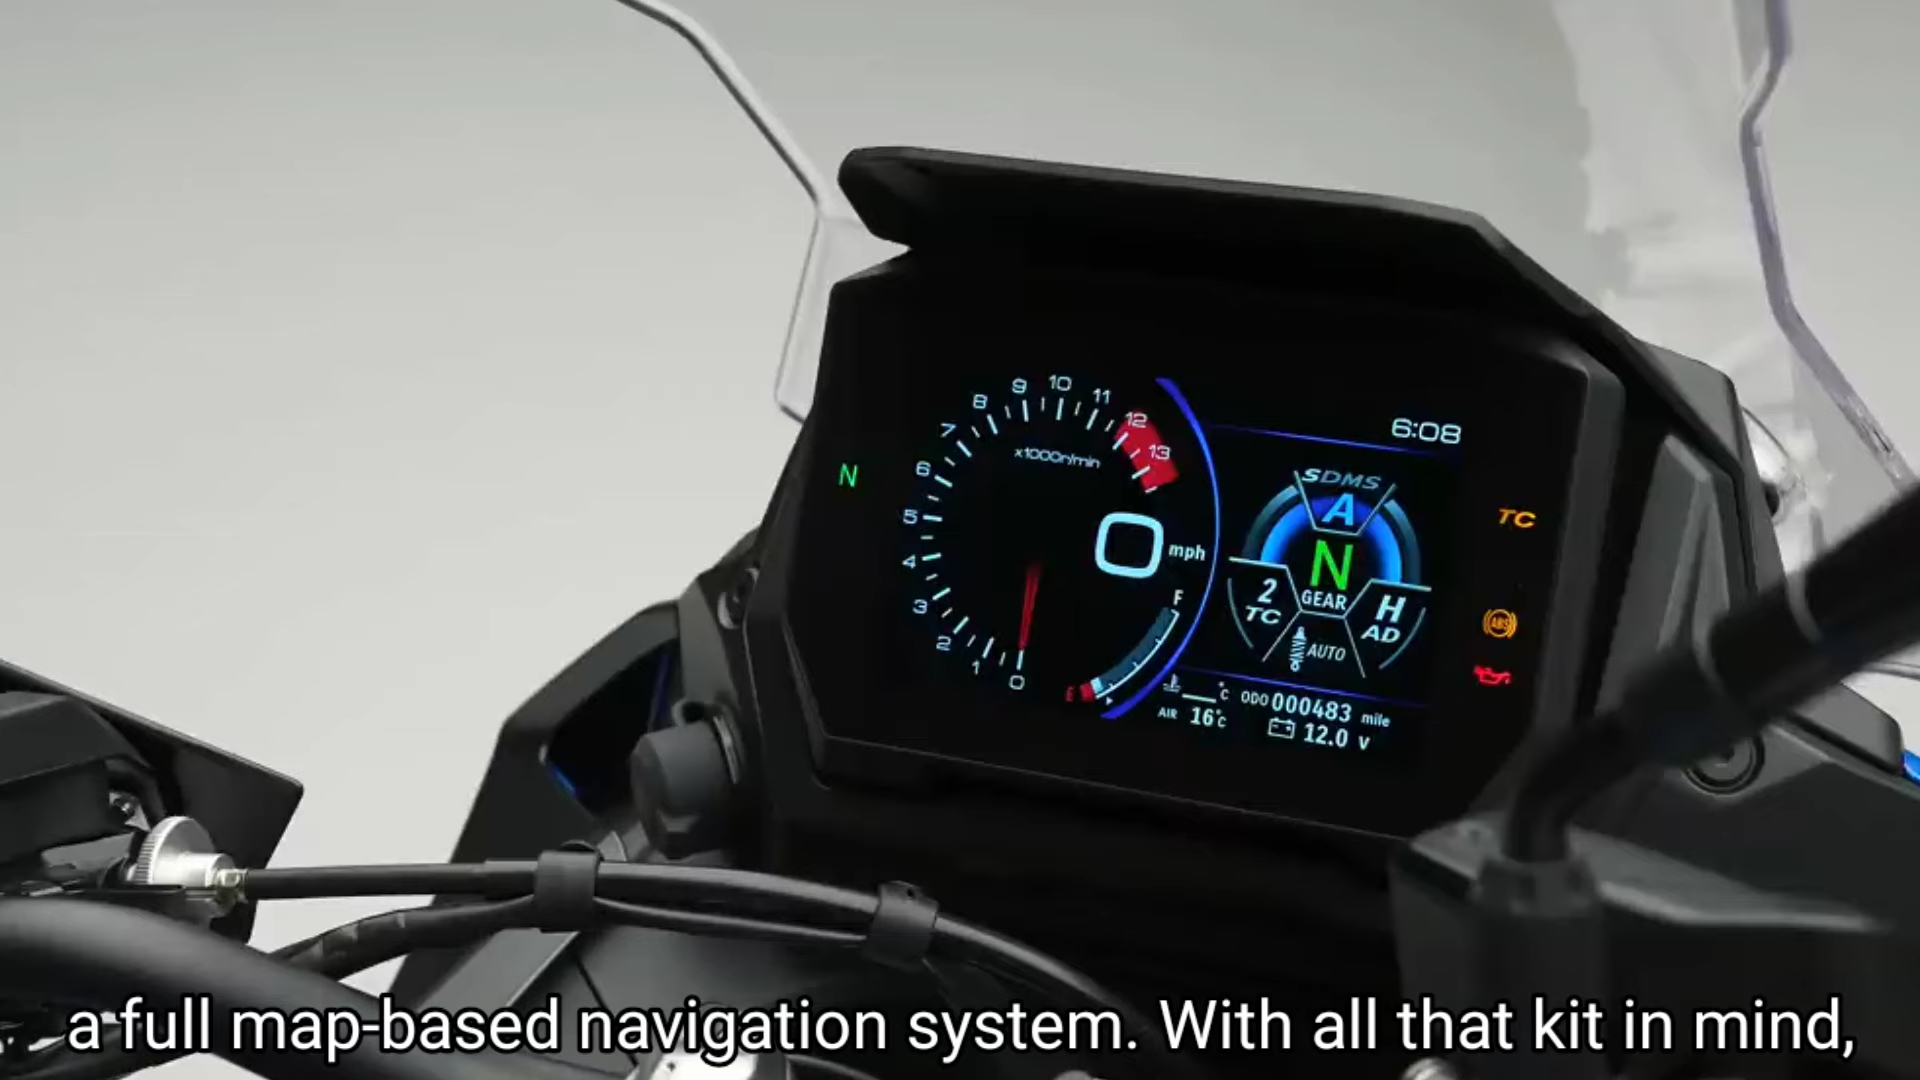 6:08
9 10 11
8 12
7 13
x1000r/min
6
5
4
3
2
1
0
N
0 mph
F
E
SDMS
A
N
GEAR
2
TC
H
AD
AUTO
TC
ABS
°C
AIR 16°C
ODO 000483 mile
12.0 V
a full map-based navigation system. With all that kit in mind,